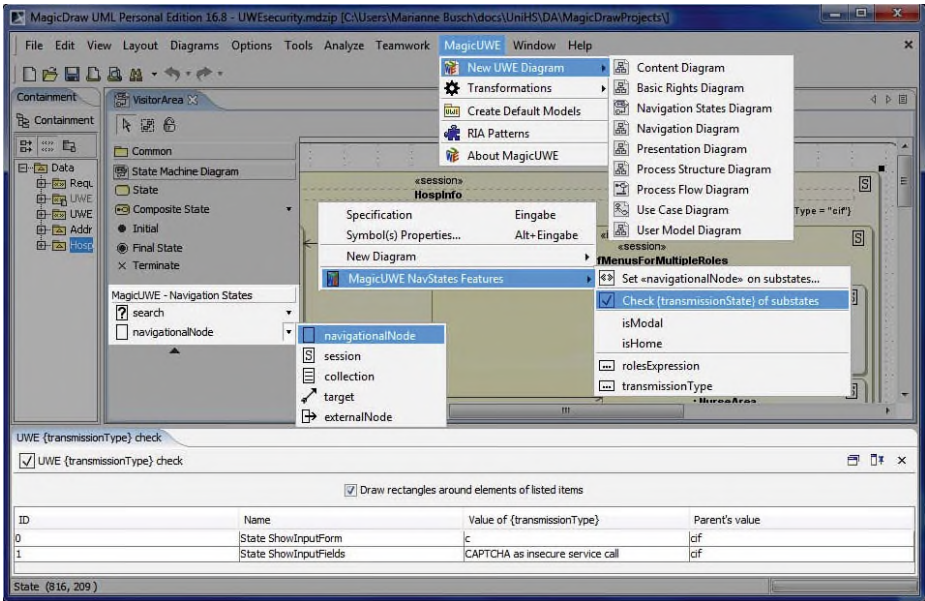 MagicDraw UML Personal Edition 16.8 - UWEsecurity.mdzip [C:\Users\Marianne Busch\docs\UniHS\DA\MagicDrawProjects\]
File Edit View Layout Diagrams Options Tools Analyze Teamwork MagicUWE Window Help
New UWE Diagram
Transformations
Create Default Models
RIA Patterns
About MagicUWE
Content Diagram
Basic Rights Diagram
Navigation States Diagram
Navigation Diagram
Presentation Diagram
Process Structure Diagram
Process Flow Diagram
Use Case Diagram
User Model Diagram
Containment
Containment
Data
Requ
UWE
UWE
Addr
Hosp
VisitorArea
Common
State Machine Diagram
State
Composite State
Initial
Final State
Terminate
MagicUWE - Navigation States
search
navigationalNode
navigationalNode
session
collection
target
externalNode
«session»
HospInfo
S
Type = "cif"}
S
«session»
fMenusForMultipleRoles
Specification Eingabe
Symbol(s) Properties... Alt+Eingabe
New Diagram
MagicUWE NavStates Features
Set «navigationalNode» on substates...
Check {transmissionState} of substates
isModal
isHome
rolesExpression
transmissionType
: NurseArea
UWE {transmissionType} check
UWE {transmissionType} check
Draw rectangles around elements of listed items
ID Name Value of {transmissionType} Parent's value
0 State ShowInputForm c cif
1 State ShowInputFields CAPTCHA as insecure service call cif
State (816, 209 )